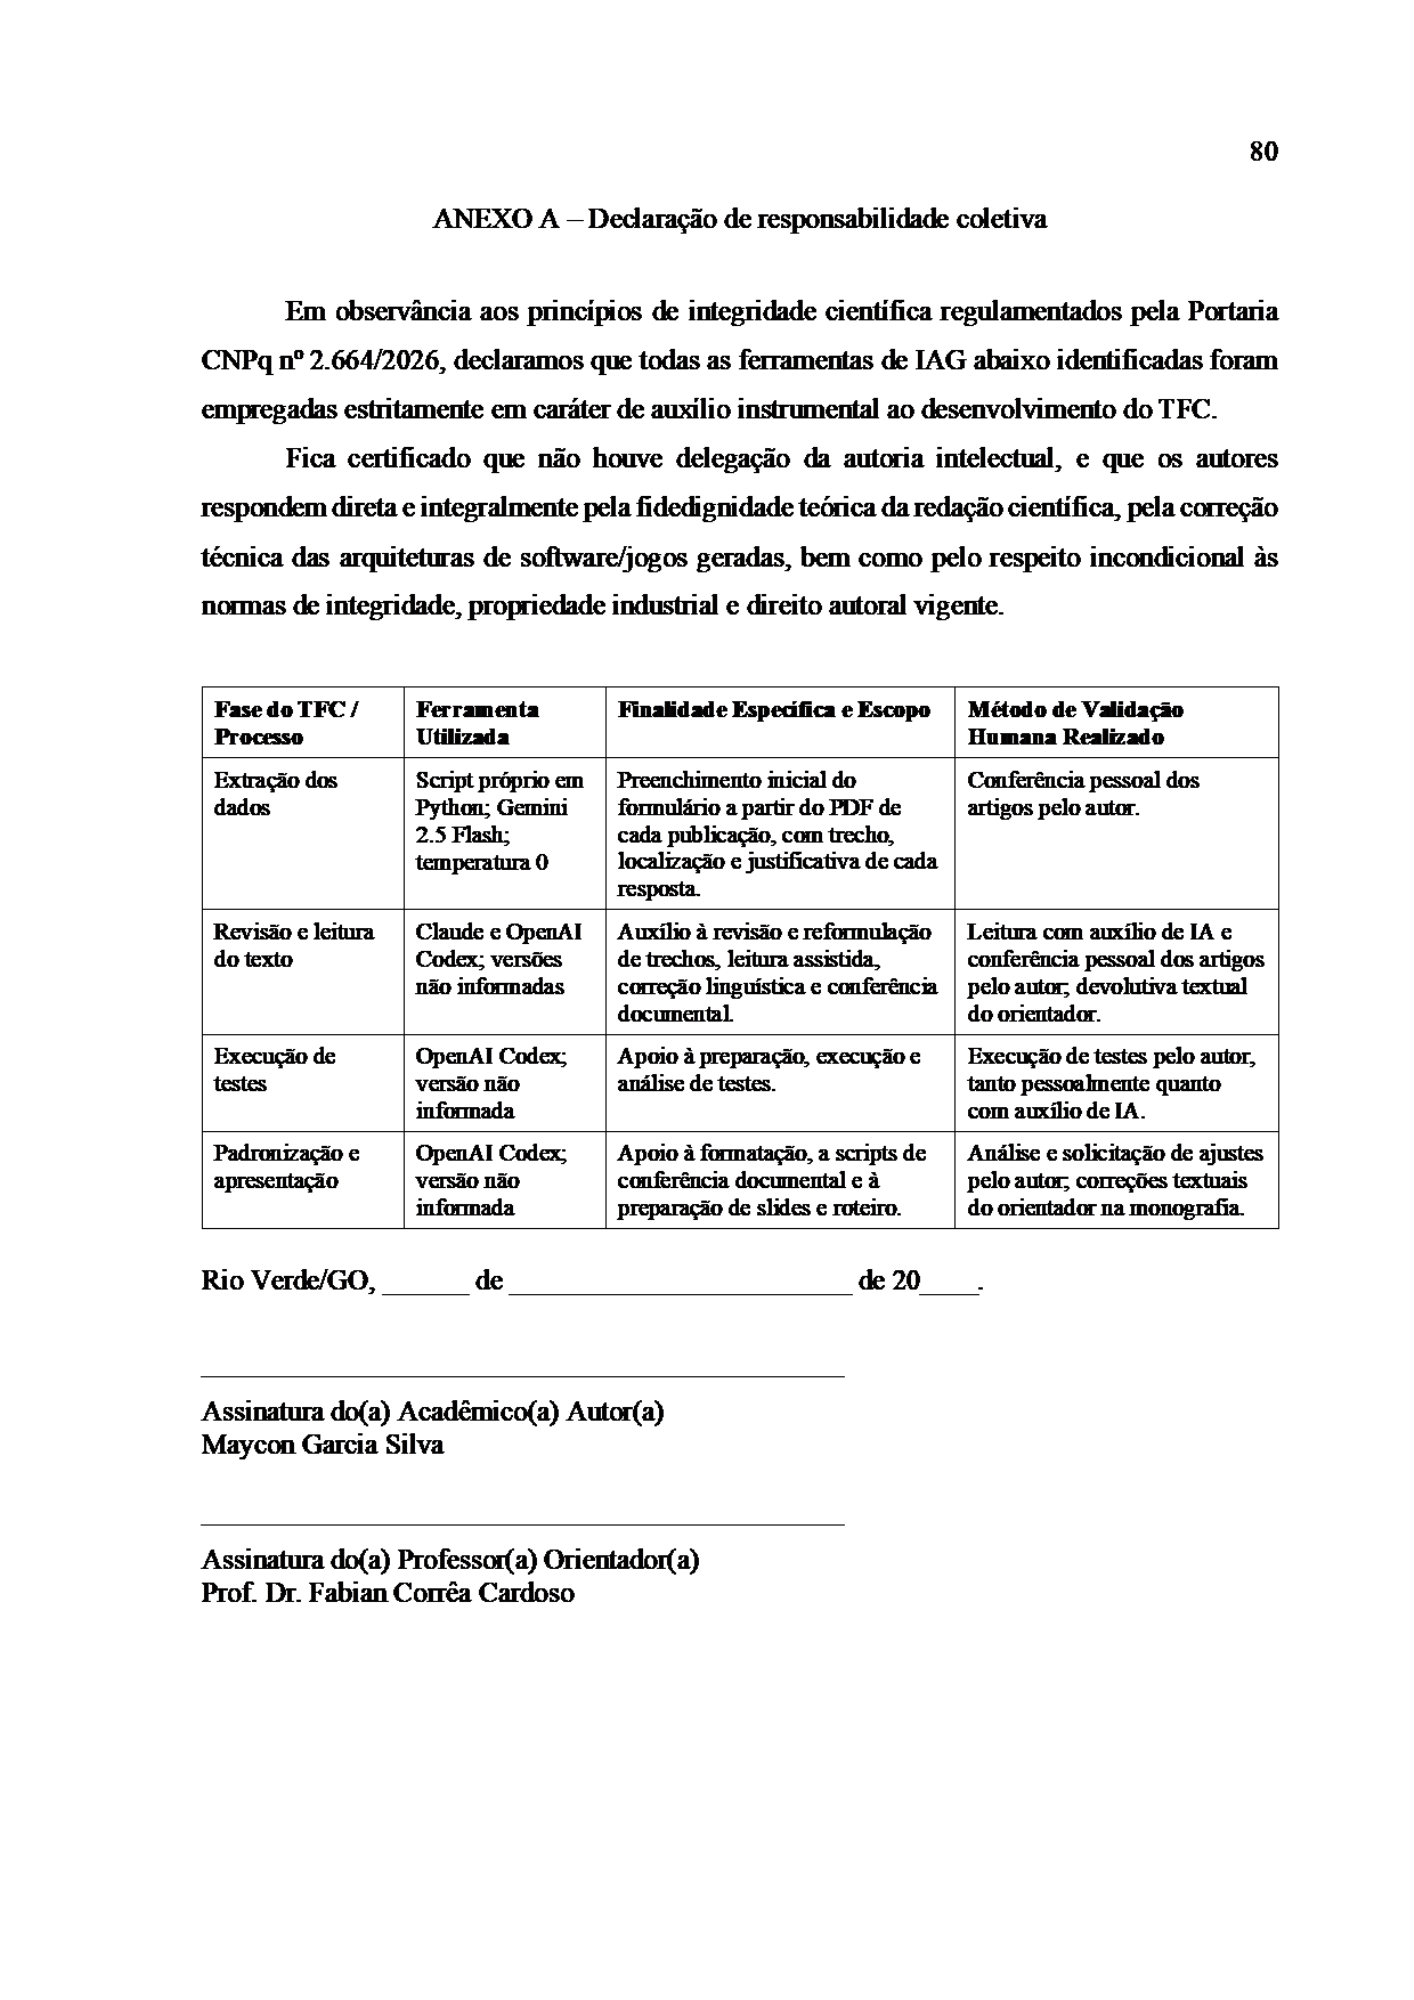 80
ANEXO A – Declaração de responsabilidade coletiva
Em observância aos princípios de integridade científica regulamentados pela Portaria
CNPq nº 2.664/2026, declaramos que todas as ferramentas de IAG abaixo identificadas foram
empregadas estritamente em caráter de auxílio instrumental ao desenvolvimento do TFC.
Fica certificado que não houve delegação da autoria intelectual, e que os autores
respondem direta e integralmente pela fidedignidade teórica da redação científica, pela correção
técnica das arquiteturas de software/jogos geradas, bem como pelo respeito incondicional às
normas de integridade, propriedade industrial e direito autoral vigente.
Fase do TFC /
Processo
Ferramenta
Utilizada
Finalidade Específica e Escopo
Método de Validação
Humana Realizado
Extração dos
dados
Script próprio em
Python; Gemini
2.5 Flash;
temperatura 0
Preenchimento inicial do
formulário a partir do PDF de
cada publicação, com trecho,
localização e justificativa de cada
resposta.
Conferência pessoal dos
artigos pelo autor.
Revisão e leitura
do texto
Claude e OpenAI
Codex; versões
não informadas
Auxílio à revisão e reformulação
de trechos, leitura assistida,
correção linguística e conferência
documental.
Leitura com auxílio de IA e
conferência pessoal dos artigos
pelo autor; devolutiva textual
do orientador.
Execução de
testes
OpenAI Codex;
versão não
informada
Apoio à preparação, execução e
análise de testes.
Execução de testes pelo autor,
tanto pessoalmente quanto
com auxílio de IA.
Padronização e
apresentação
OpenAI Codex;
versão não
informada
Apoio à formatação, a scripts de
conferência documental e à
preparação de slides e roteiro.
Análise e solicitação de ajustes
pelo autor; correções textuais
do orientador na monografia.
Rio Verde/GO, ______ de ________________________ de 20____.
Assinatura do(a) Acadêmico(a) Autor(a)
Maycon Garcia Silva
Assinatura do(a) Professor(a) Orientador(a)
Prof. Dr. Fabian Corrêa Cardoso